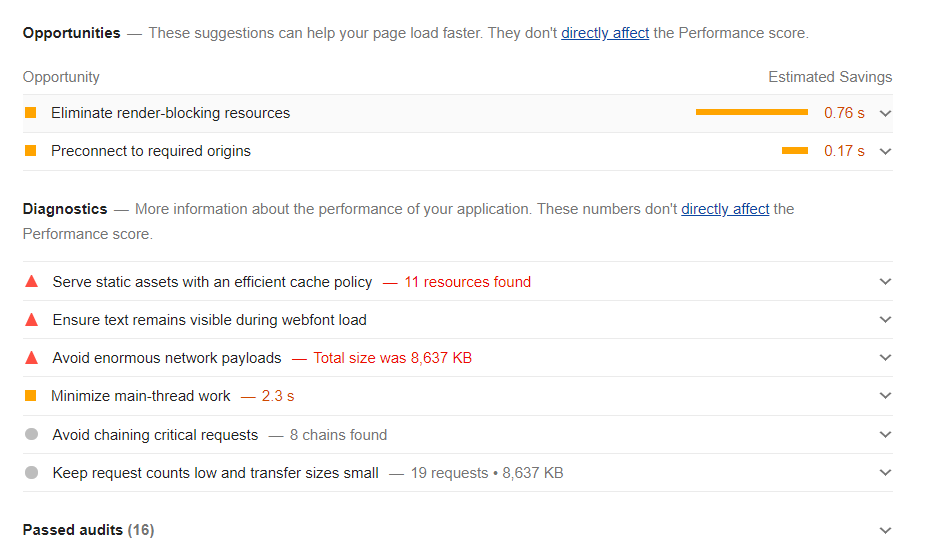 Opportunities — These suggestions can help your page load faster. They don't directly affect the Performance score.
Opportunity Estimated Savings
Eliminate render-blocking resources 0.76 s
Preconnect to required origins 0.17 s
Diagnostics — More information about the performance of your application. These numbers don't directly affect the
Performance score.
Serve static assets with an efficient cache policy — 11 resources found
Ensure text remains visible during webfont load
Avoid enormous network payloads — Total size was 8,637 KB
Minimize main-thread work — 2.3 s
Avoid chaining critical requests — 8 chains found
Keep request counts low and transfer sizes small — 19 requests • 8,637 KB
Passed audits (16)